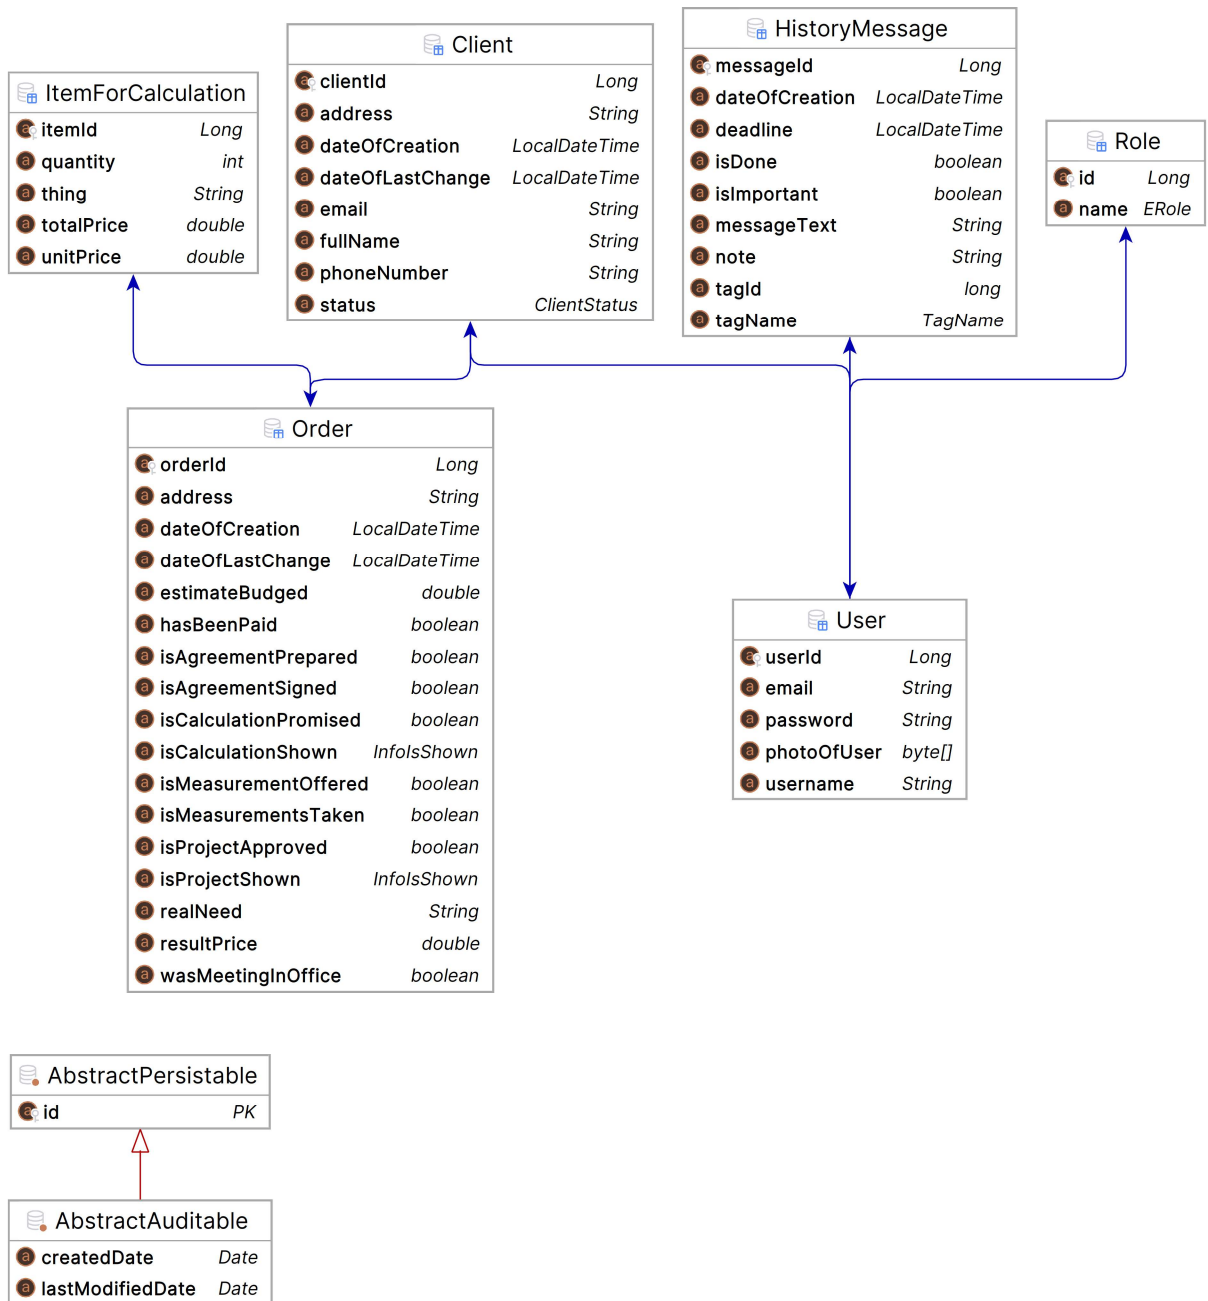 ItemForCalculation
itemId Long
quantity int
thing String
totalPrice double
unitPrice double
Client
clientId Long
address String
dateOfCreation LocalDateTime
dateOfLastChange LocalDateTime
email String
fullName String
phoneNumber String
status ClientStatus
HistoryMessage
messageId Long
dateOfCreation LocalDateTime
deadline LocalDateTime
isDone boolean
isImportant boolean
messageText String
note String
tagId long
tagName TagName
Role
id Long
name ERole
Order
orderId Long
address String
dateOfCreation LocalDateTime
dateOfLastChange LocalDateTime
estimateBudged double
hasBeenPaid boolean
isAgreementPrepared boolean
isAgreementSigned boolean
isCalculationPromised boolean
isCalculationShown InfoIsShown
isMeasurementOffered boolean
isMeasurementsTaken boolean
isProjectApproved boolean
isProjectShown InfoIsShown
realNeed String
resultPrice double
wasMeetingInOffice boolean
User
userId Long
email String
password String
photoOfUser byte[]
username String
AbstractPersistable
id PK
AbstractAuditable
createdDate Date
lastModifiedDate Date